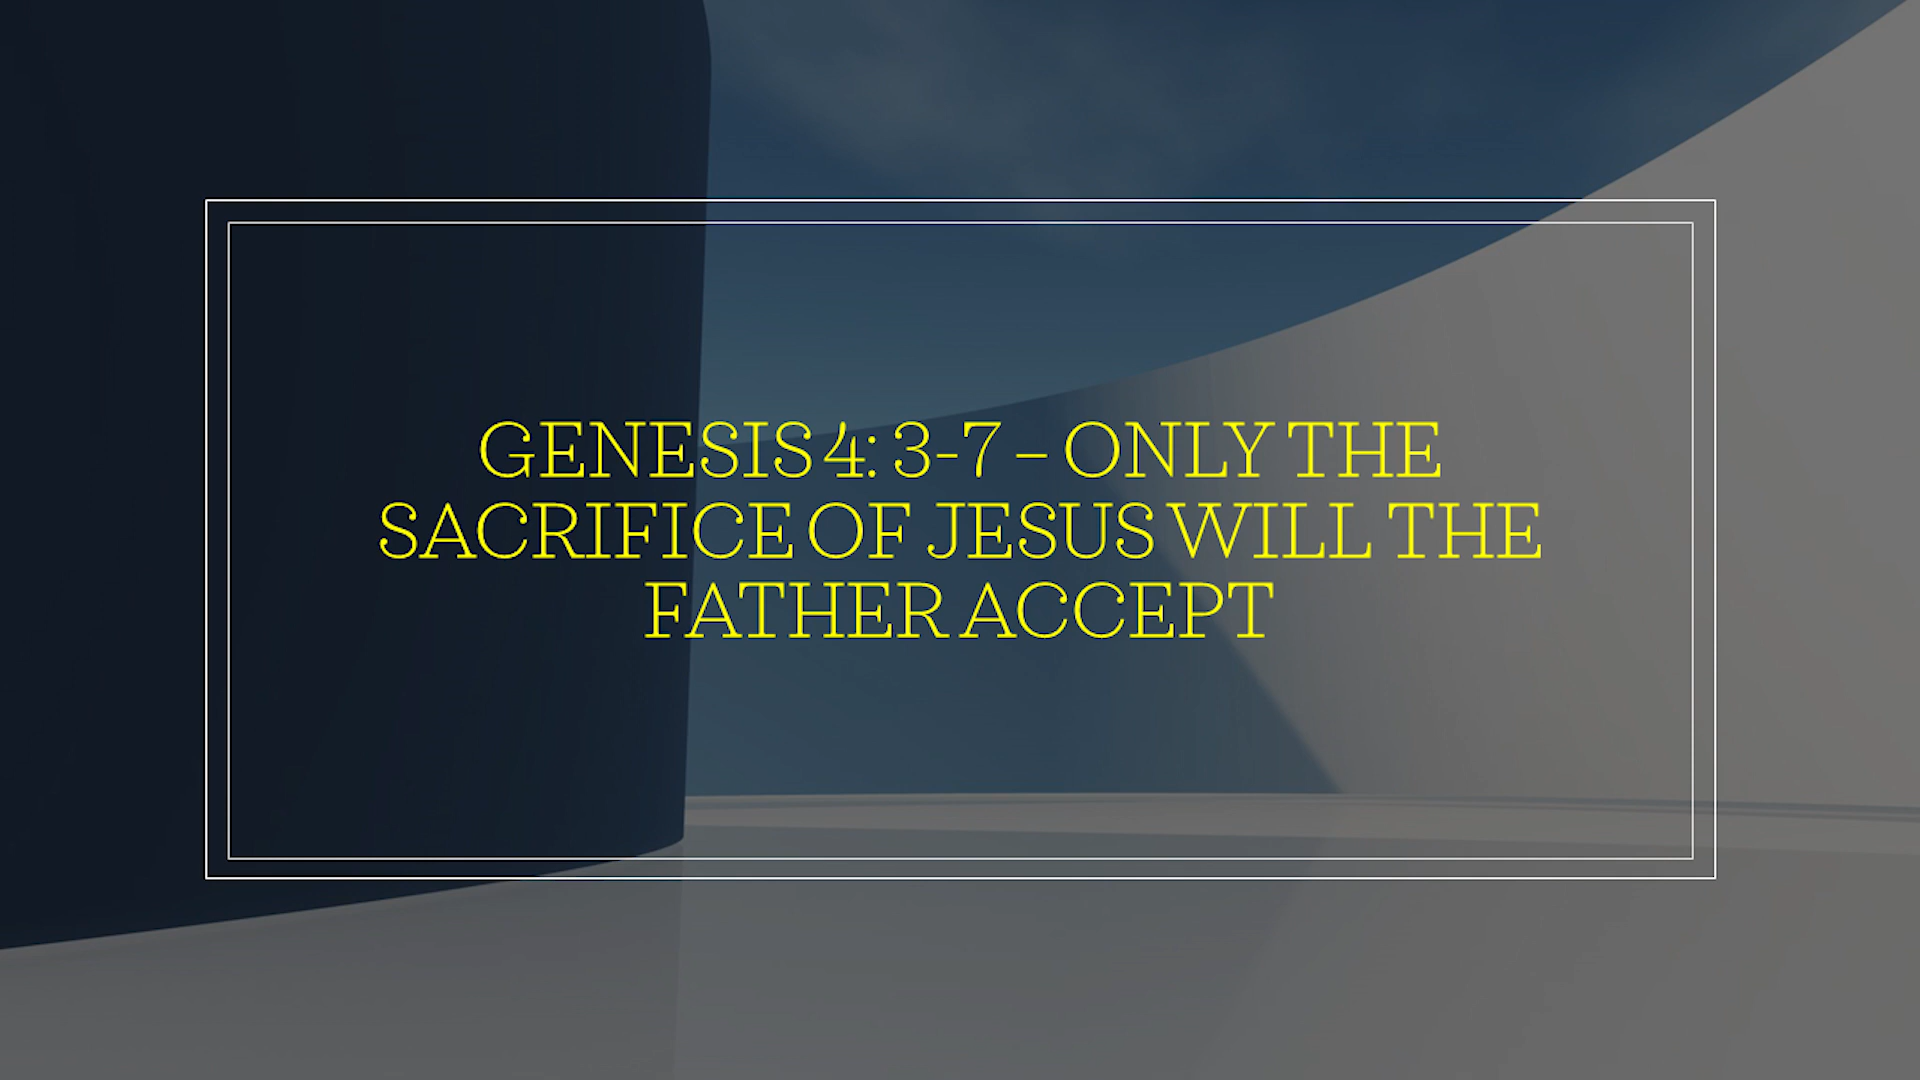 GENESIS 4: 3-7 – ONLY THE
SACRIFICE OF JESUS WILL THE
FATHER ACCEPT